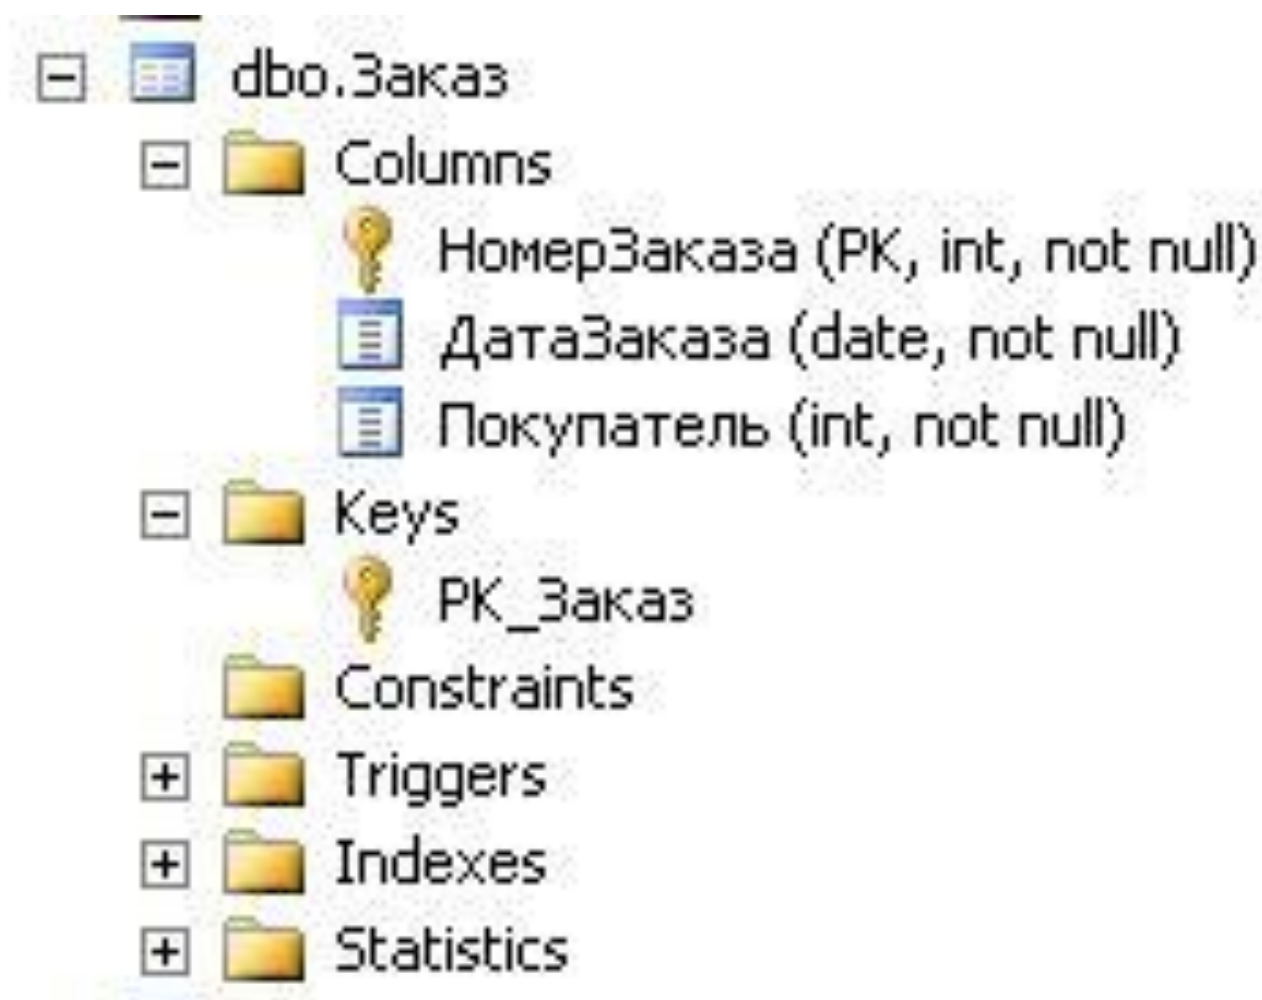 dbo.Заказ
Columns
НомерЗаказа (PK, int, not null)
ДатаЗаказа (date, not null)
Покупатель (int, not null)
Keys
PK_Заказ
Constraints
Triggers
Indexes
Statistics